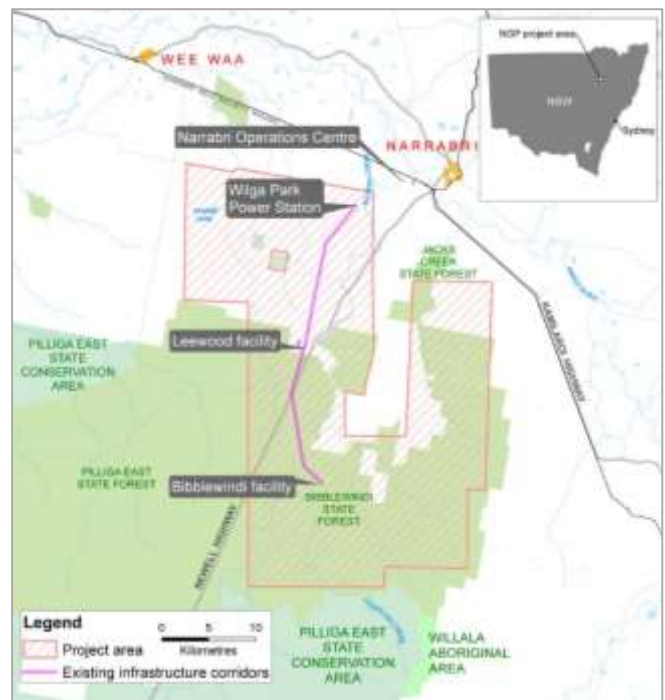 WEE WAA
NGP project area
NSW
Sydney
Narrabri Operations Centre
NARRABRI
Wilga Park
Power Station
JACKS
CREEK
STATE FOREST
KAMILAROI HIGHWAY
Leewood facility
PILLIGA EAST
STATE
CONSERVATION
AREA
PILLIGA EAST
STATE FOREST
Bibblewindi facility
BIBBLEWINDI
STATE
FOREST
NEWELL HIGHWAY
Legend
0 5 10
Kilometres
Project area
Existing infrastructure corridors
PILLIGA EAST
STATE
CONSERVATION
AREA
WILLALA
ABORIGINAL
AREA